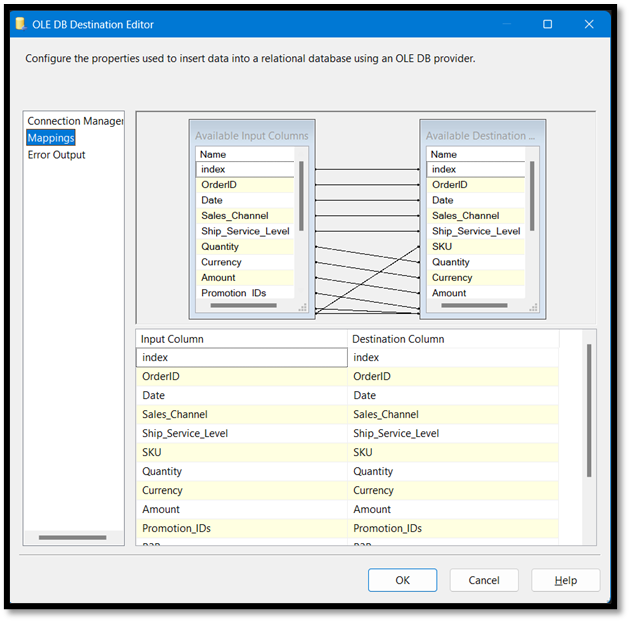 OLE DB Destination Editor
Configure the properties used to insert data into a relational database using an OLE DB provider.
Connection Manager
Mappings
Error Output
Available Input Columns
Name
index
OrderID
Date
Sales_Channel
Ship_Service_Level
Quantity
Currency
Amount
Promotion_IDs
Available Destination ...
Name
index
OrderID
Date
Sales_Channel
Ship_Service_Level
SKU
Quantity
Currency
Amount
Input Column Destination Column
index index
OrderID OrderID
Date Date
Sales_Channel Sales_Channel
Ship_Service_Level Ship_Service_Level
SKU SKU
Quantity Quantity
Currency Currency
Amount Amount
Promotion_IDs Promotion_IDs
OK Cancel Help